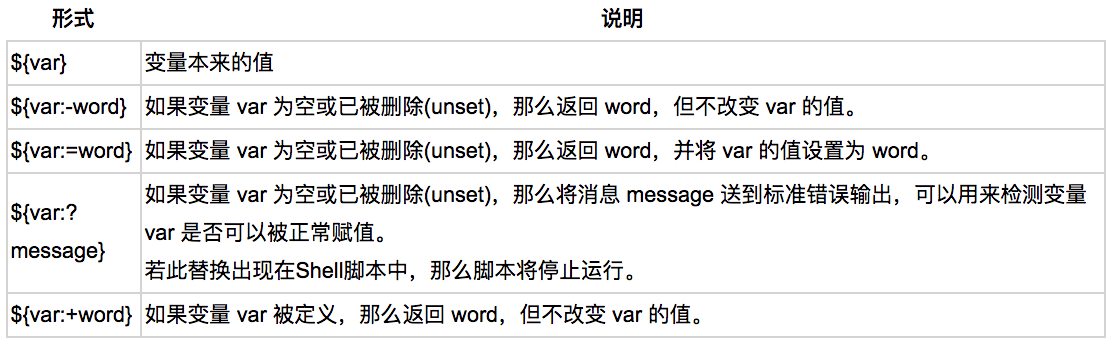 形式 说明
${var} 变量本来的值
${var:-word} 如果变量 var 为空或已被删除(unset)，那么返回 word，但不改变 var 的值。
${var:=word} 如果变量 var 为空或已被删除(unset)，那么返回 word，并将 var 的值设置为 word。
${var:?
message}
如果变量 var 为空或已被删除(unset)，那么将消息 message 送到标准错误输出，可以用来检测变量
var 是否可以被正常赋值。
若此替换出现在Shell脚本中，那么脚本将停止运行。
${var:+word} 如果变量 var 被定义，那么返回 word，但不改变 var 的值。